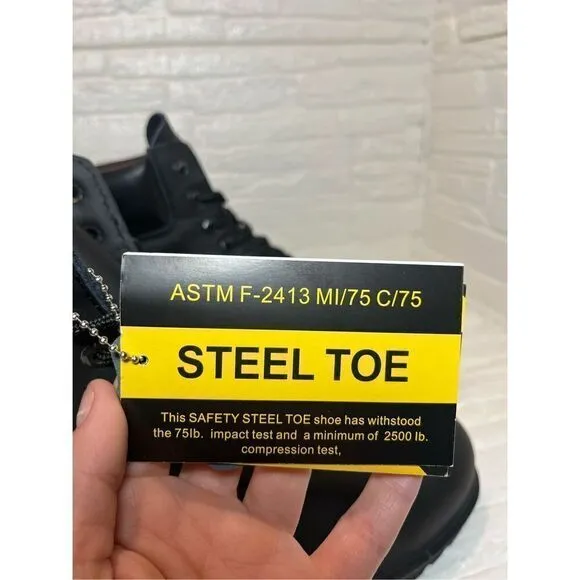 ASTM F-2413 MI/75 C/75
STEEL TOE
This SAFETY STEEL TOE shoe has withstood
the 75lb. impact test and a minimum of 2500 lb.
compression test,